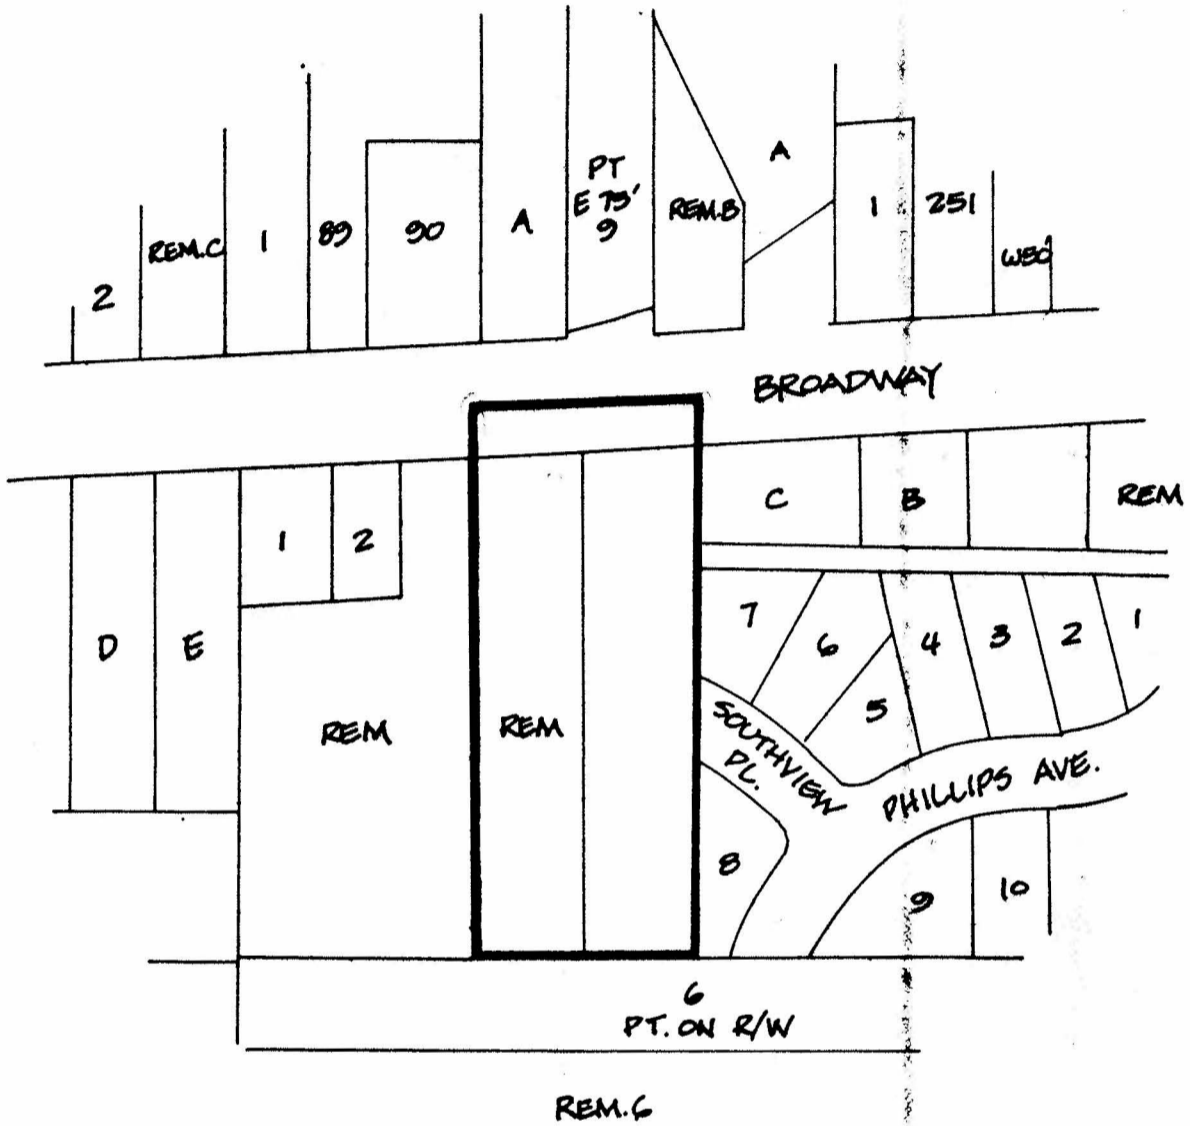 2
REM.C
1
89
90
A
PT
E 75'
9
REM.B
A
1
251
W50'
BROADWAY
D
E
1
2
REM
REM
C
B
REM
7
6
5
4
3
2
1
SOUTHVIEW
PL.
PHILLIPS AVE.
8
9
10
6
PT. ON R/W
REM.6